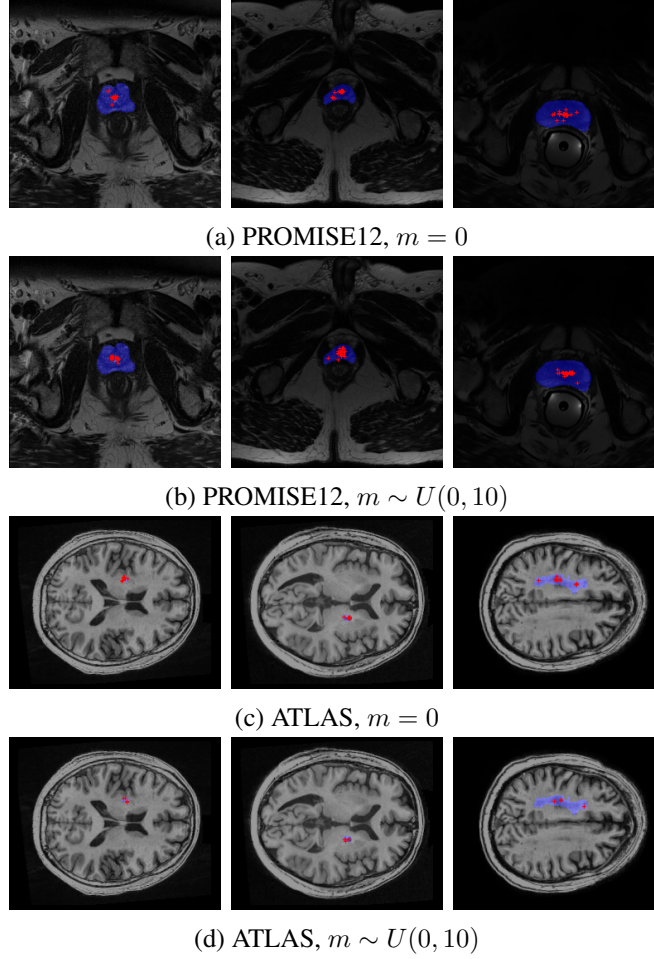 (a) PROMISE12, m = 0
(b) PROMISE12, m ∼ U(0, 10)
(c) ATLAS, m = 0
(d) ATLAS, m ∼ U(0, 10)